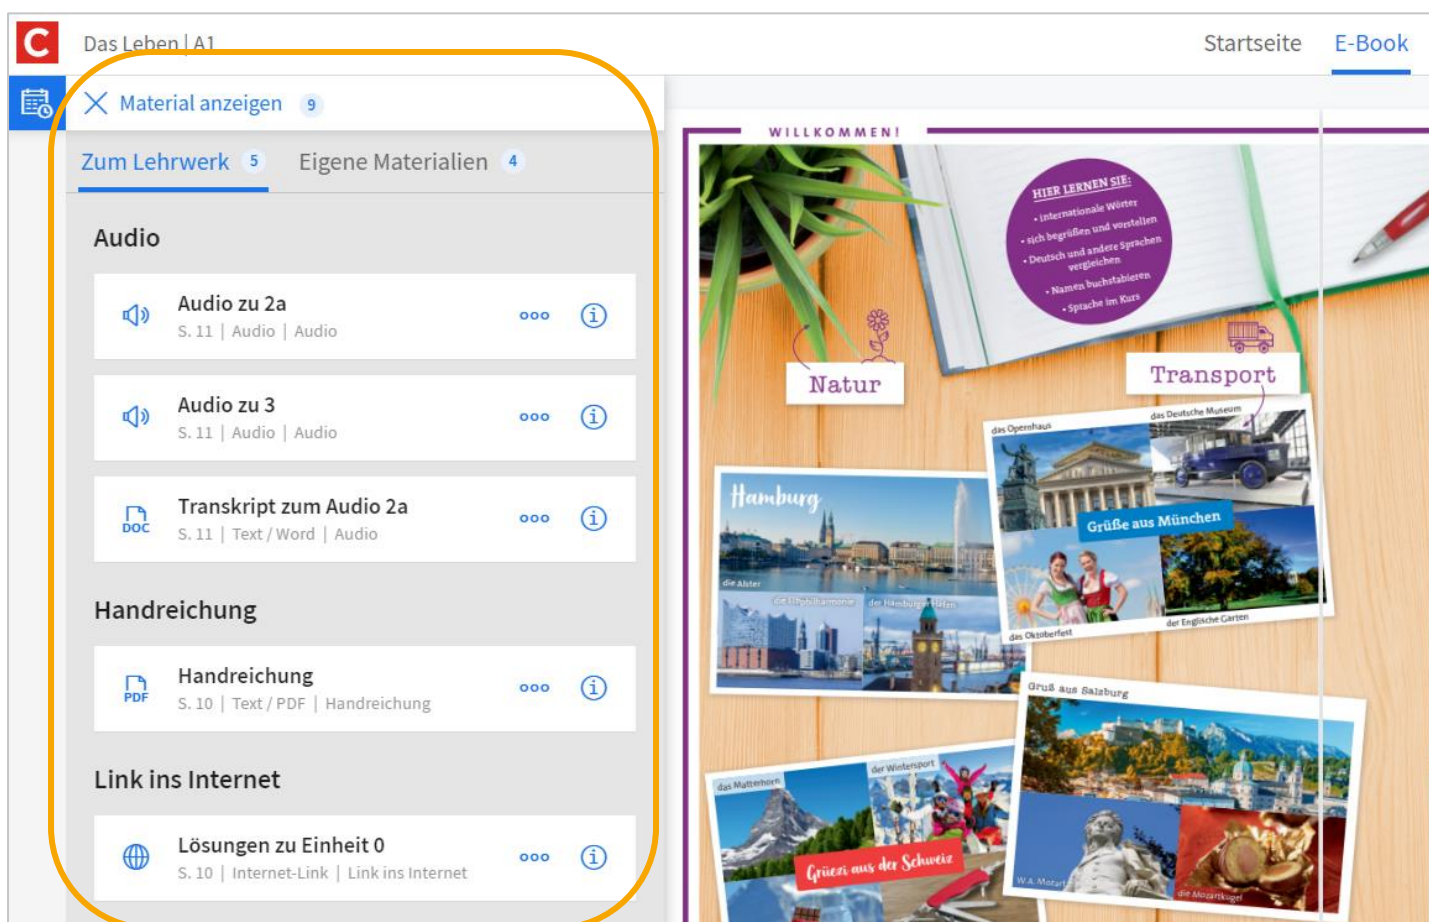 C
Das Leben | A1
Startseite
E-Book
Material anzeigen 9
Zum Lehrwerk 5
Eigene Materialien 4
Audio
Audio zu 2a
S. 11 | Audio | Audio
Audio zu 3
S. 11 | Audio | Audio
DOC
Transkript zum Audio 2a
S. 11 | Text / Word | Audio
Handreichung
PDF
Handreichung
S. 10 | Text / PDF | Handreichung
Link ins Internet
Lösungen zu Einheit 0
S. 10 | Internet-Link | Link ins Internet
WILLKOMMEN!
HIER LERNEN SIE:
• internationale Wörter
• sich begrüßen und vorstellen
• Deutsch und andere Sprachen
vergleichen
• Namen buchstabieren
• Sprache im Kurs
Natur
Transport
das Opernhaus
das Deutsche Museum
Grüße aus München
das Oktoberfest
der Englische Garten
Hamburg
die Alster
die Elbphilharmonie
der Hamburger Hafen
Gruß aus Salzburg
W.A. Mozart
die Mozartkugel
das Matterhorn
der Wintersport
Grüezi aus der Schweiz